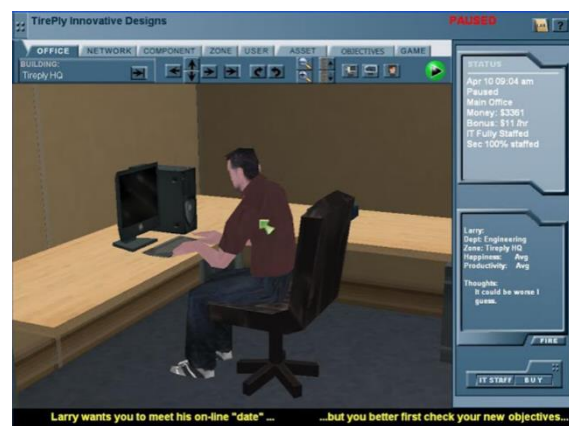 TirePly Innovative Designs
PAUSED
OFFICE NETWORK COMPONENT ZONE USER ASSET OBJECTIVES GAME
BUILDING:
Tireply HQ
STATUS
Apr 10 09:04 am
Paused
Main Office
Money: $3361
Bonus: $11 /hr
IT Fully Staffed
Sec 100% staffed
Larry:
Dept: Engineering
Zone: Tireply HQ
Happiness: Avg
Productivity: Avg
Thoughts:
It could be worse I
guess.
FIRE
IT STAFF BUY
Larry wants you to meet his on-line "date" ... ...but you better first check your new objectives...